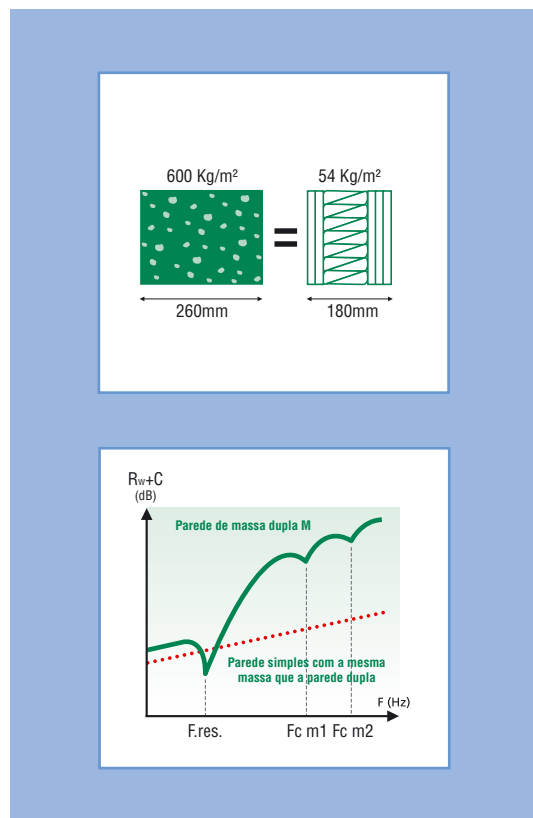 600 Kg/m² 54 Kg/m²
260mm 180mm
Rw+C
(dB)
Parede de massa dupla M
Parede simples com a mesma
massa que a parede dupla
F (Hz)
F.res. Fc m1 Fc m2